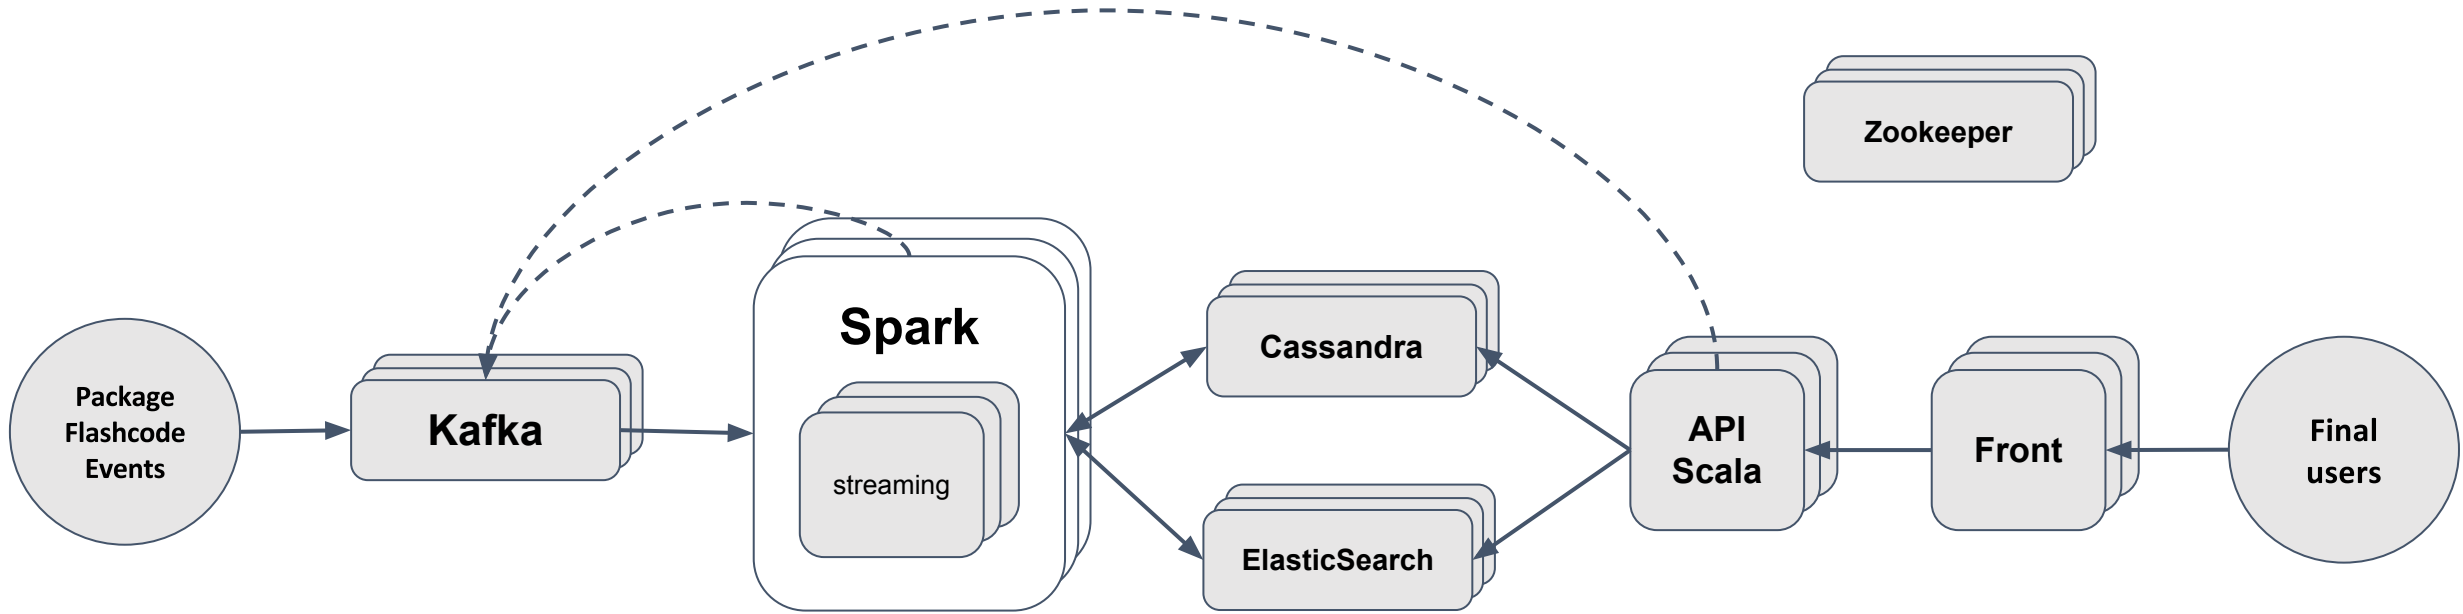 Zookeeper
Package
Flashcode
Events
Kafka
Spark
streaming
Cassandra
ElasticSearch
API
Scala
Front
Final
users